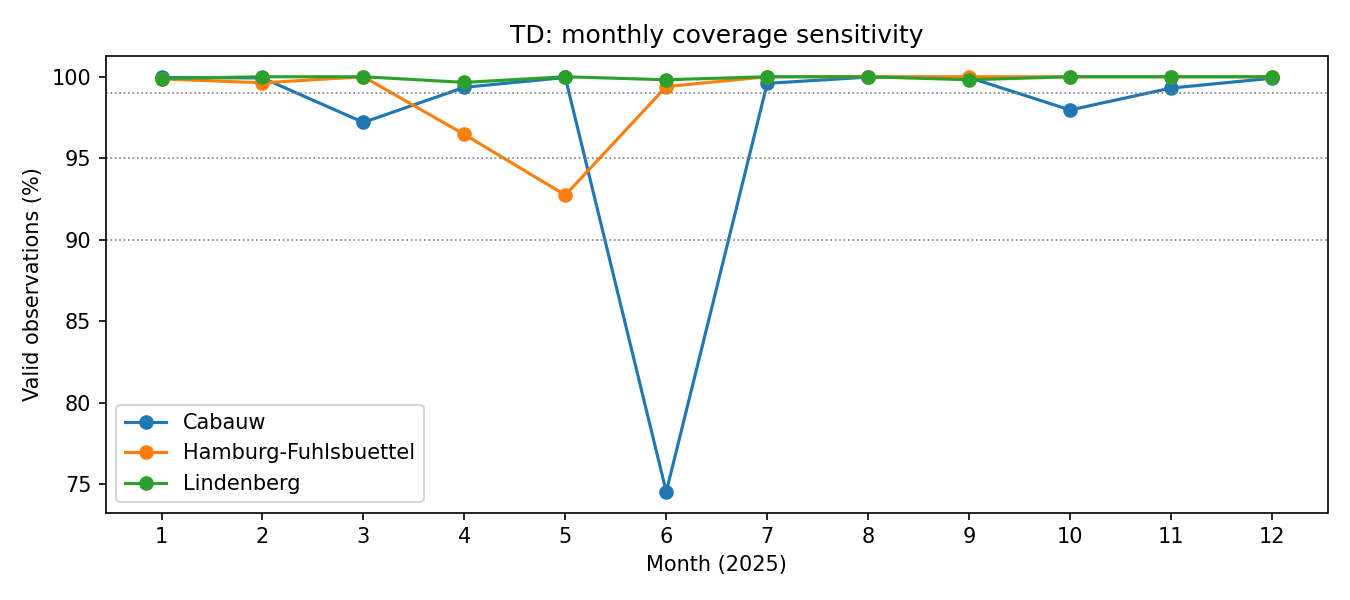 TD: monthly coverage sensitivity
Valid observations (%)
100
95
90
85
80
75
Cabauw
Hamburg-Fuhlsbuettel
Lindenberg
1 2 3 4 5 6 7 8 9 10 11 12
Month (2025)